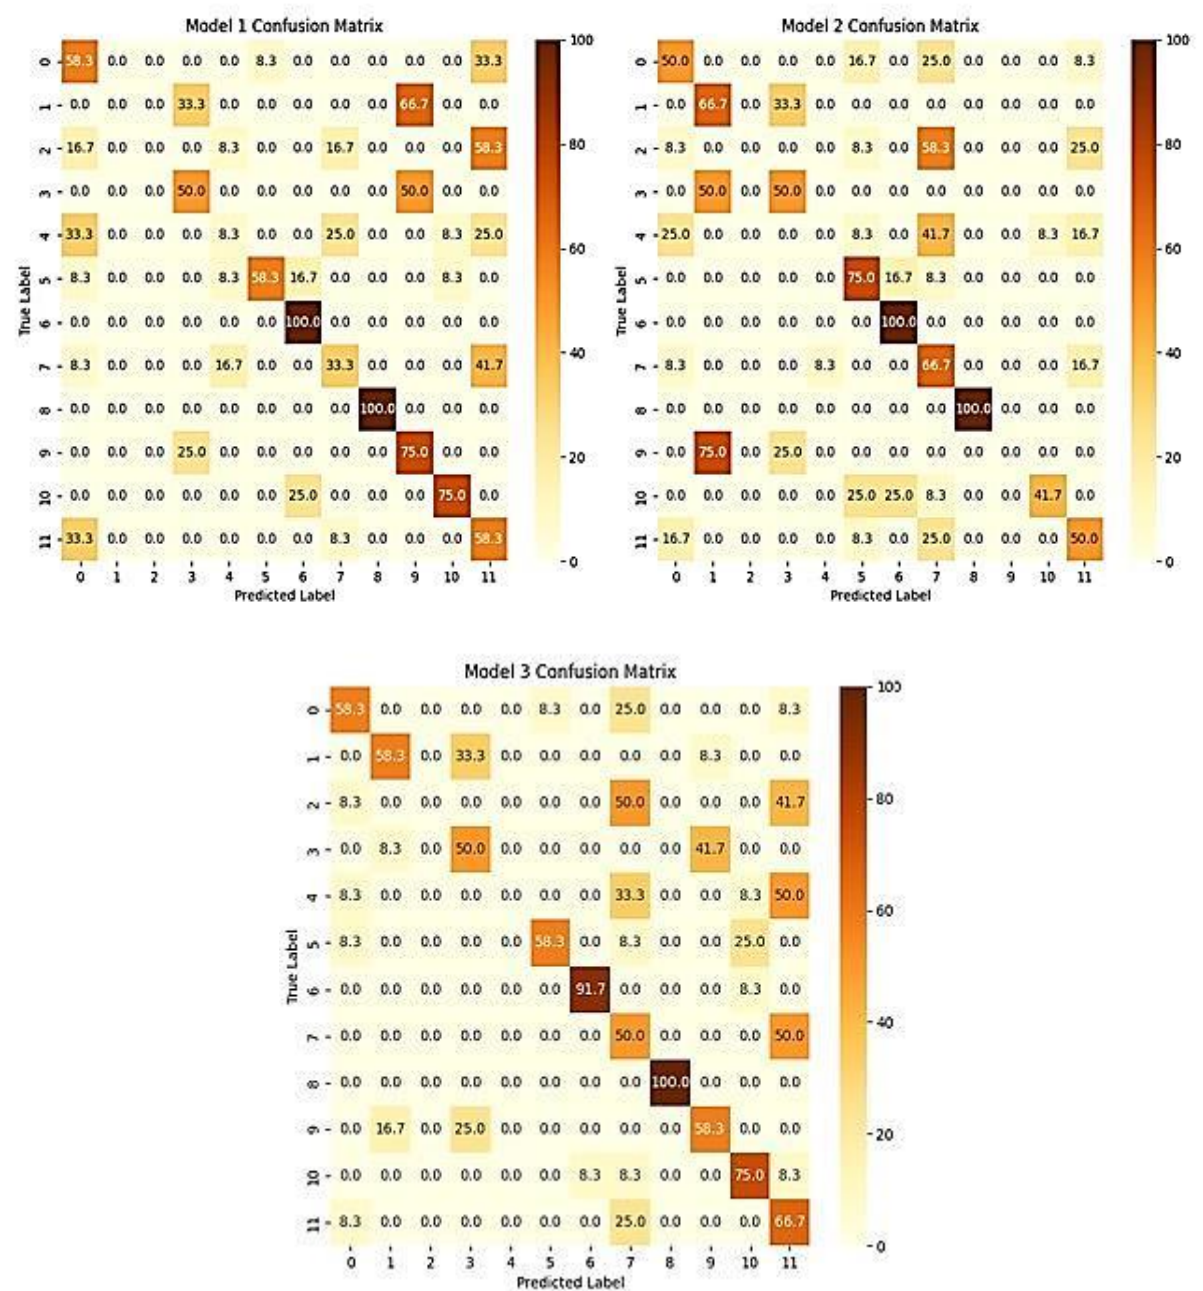 Model 1 Confusion Matrix
0 58.3 0.0 0.0 0.0 0.0 8.3 0.0 0.0 0.0 0.0 0.0 33.3
1 0.0 0.0 0.0 33.3 0.0 0.0 0.0 0.0 0.0 66.7 0.0 0.0
2 16.7 0.0 0.0 0.0 8.3 0.0 0.0 16.7 0.0 0.0 0.0 58.3
3 0.0 0.0 0.0 50.0 0.0 0.0 0.0 0.0 0.0 50.0 0.0 0.0
4 33.3 0.0 0.0 0.0 8.3 0.0 0.0 25.0 0.0 0.0 8.3 25.0
5 8.3 0.0 0.0 0.0 8.3 58.3 16.7 0.0 0.0 0.0 8.3 0.0
6 0.0 0.0 0.0 0.0 0.0 0.0 100.0 0.0 0.0 0.0 0.0 0.0
7 8.3 0.0 0.0 0.0 16.7 0.0 0.0 33.3 0.0 0.0 0.0 41.7
8 0.0 0.0 0.0 0.0 0.0 0.0 0.0 0.0 100.0 0.0 0.0 0.0
9 0.0 0.0 0.0 25.0 0.0 0.0 0.0 0.0 0.0 75.0 0.0 0.0
10 0.0 0.0 0.0 0.0 0.0 0.0 25.0 0.0 0.0 0.0 75.0 0.0
11 33.3 0.0 0.0 0.0 0.0 0.0 0.0 8.3 0.0 0.0 0.0 58.3
0 1 2 3 4 5 6 7 8 9 10 11
Predicted Label
True Label
100
80
60
40
20
0
Model 2 Confusion Matrix
0 50.0 0.0 0.0 0.0 0.0 16.7 0.0 25.0 0.0 0.0 0.0 8.3
1 0.0 66.7 0.0 33.3 0.0 0.0 0.0 0.0 0.0 0.0 0.0 0.0
2 8.3 0.0 0.0 0.0 0.0 8.3 0.0 58.3 0.0 0.0 0.0 25.0
3 0.0 50.0 0.0 50.0 0.0 0.0 0.0 0.0 0.0 0.0 0.0 0.0
4 25.0 0.0 0.0 0.0 0.0 8.3 0.0 41.7 0.0 0.0 8.3 16.7
5 0.0 0.0 0.0 0.0 0.0 75.0 16.7 8.3 0.0 0.0 0.0 0.0
6 0.0 0.0 0.0 0.0 0.0 0.0 100.0 0.0 0.0 0.0 0.0 0.0
7 8.3 0.0 0.0 0.0 8.3 0.0 0.0 66.7 0.0 0.0 0.0 16.7
8 0.0 0.0 0.0 0.0 0.0 0.0 0.0 0.0 100.0 0.0 0.0 0.0
9 0.0 75.0 0.0 25.0 0.0 0.0 0.0 0.0 0.0 0.0 0.0 0.0
10 0.0 0.0 0.0 0.0 0.0 25.0 25.0 8.3 0.0 0.0 41.7 0.0
11 16.7 0.0 0.0 0.0 0.0 8.3 0.0 25.0 0.0 0.0 0.0 50.0
0 1 2 3 4 5 6 7 8 9 10 11
Predicted Label
True Label
100
80
60
40
20
0
Model 3 Confusion Matrix
0 58.3 0.0 0.0 0.0 0.0 8.3 0.0 25.0 0.0 0.0 0.0 8.3
1 0.0 58.3 0.0 33.3 0.0 0.0 0.0 0.0 0.0 8.3 0.0 0.0
2 8.3 0.0 0.0 0.0 0.0 0.0 0.0 50.0 0.0 0.0 0.0 41.7
3 0.0 8.3 0.0 50.0 0.0 0.0 0.0 0.0 0.0 41.7 0.0 0.0
4 8.3 0.0 0.0 0.0 0.0 0.0 0.0 33.3 0.0 0.0 8.3 50.0
5 8.3 0.0 0.0 0.0 0.0 58.3 0.0 8.3 0.0 0.0 25.0 0.0
6 0.0 0.0 0.0 0.0 0.0 0.0 91.7 0.0 0.0 0.0 8.3 0.0
7 0.0 0.0 0.0 0.0 0.0 0.0 0.0 50.0 0.0 0.0 0.0 50.0
8 0.0 0.0 0.0 0.0 0.0 0.0 0.0 0.0 100.0 0.0 0.0 0.0
9 0.0 16.7 0.0 25.0 0.0 0.0 0.0 0.0 0.0 58.3 0.0 0.0
10 0.0 0.0 0.0 0.0 0.0 0.0 8.3 8.3 0.0 0.0 75.0 8.3
11 8.3 0.0 0.0 0.0 0.0 0.0 0.0 25.0 0.0 0.0 0.0 66.7
0 1 2 3 4 5 6 7 8 9 10 11
Predicted Label
True Label
100
80
60
40
20
0